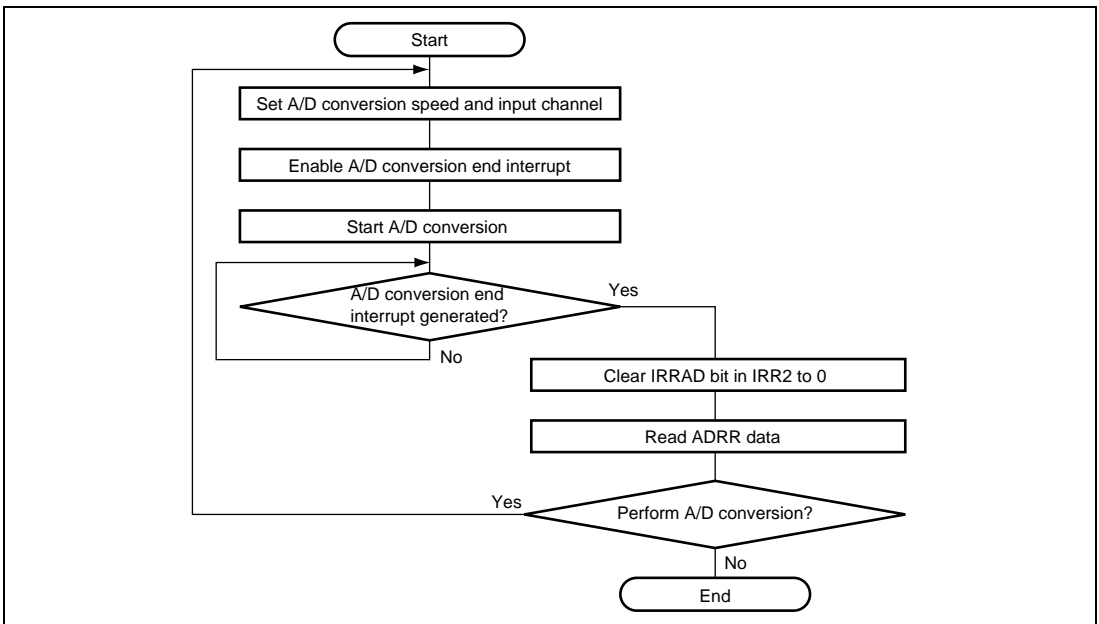 Start
Set A/D conversion speed and input channel
Enable A/D conversion end interrupt
Start A/D conversion
A/D conversion end
interrupt generated?
Yes
No
Clear IRRAD bit in IRR2 to 0
Read ADRR data
Yes
Perform A/D conversion?
No
End